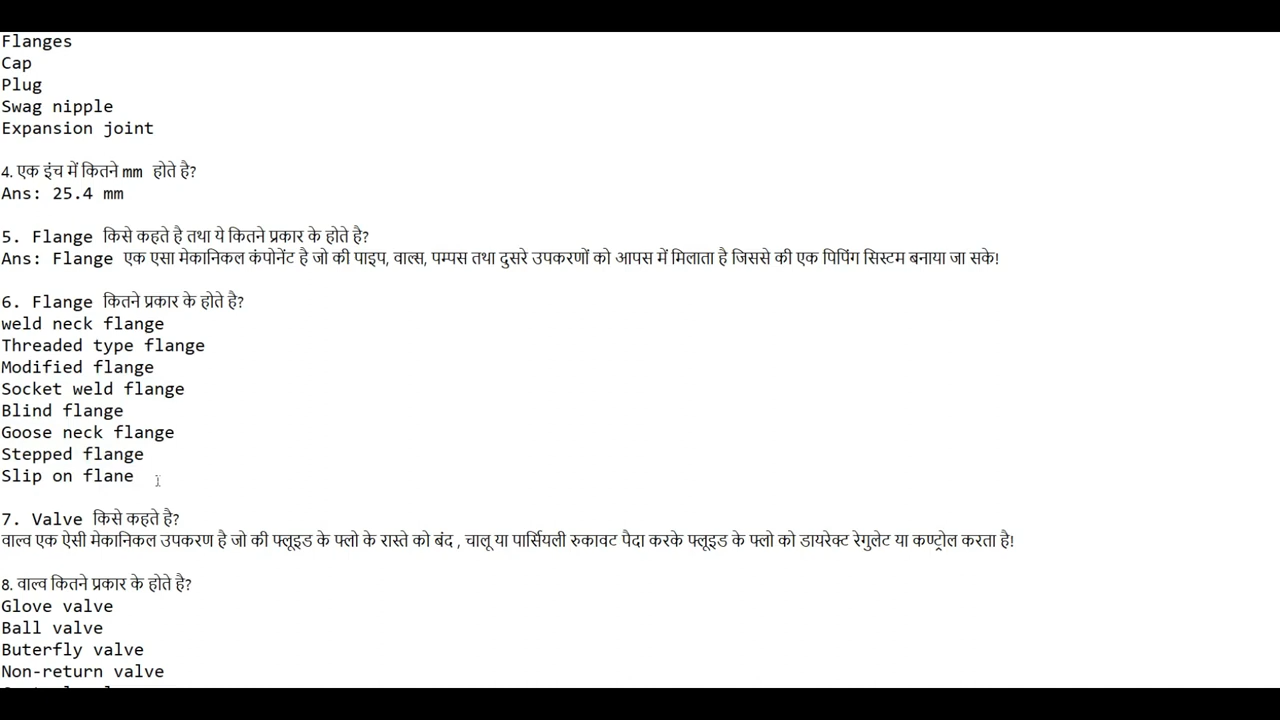 Flanges
Cap
Plug
Swag nipple
Expansion joint
4. एक इंच में कितने mm होते है?
Ans: 25.4 mm
5. Flange किसे कहते है तथा ये कितने प्रकार के होते है?
Ans: Flange एक एसा मेकानिकल कंपोनेंट है जो की पाइप, वाल्स, पम्पस तथा दुसरे उपकरणों को आपस में मिलाता है जिससे की एक पिपिंग सिस्टम बनाया जा सके!
6. Flange कितने प्रकार के होते है?
weld neck flange
Threaded type flange
Modified flange
Socket weld flange
Blind flange
Goose neck flange
Stepped flange
Slip on flane
7. Valve किसे कहते है?
वाल्व एक ऐसी मेकानिकल उपकरण है जो की फ्लूइड के फ्लो के रास्ते को बंद , चालू या पार्सियली रुकावट पैदा करके फ्लूइड के फ्लो को डायरेक्ट रेगुलेट या कण्ट्रोल करता है!
8. वाल्व कितने प्रकार के होते है?
Glove valve
Ball valve
Buterfly valve
Non-return valve